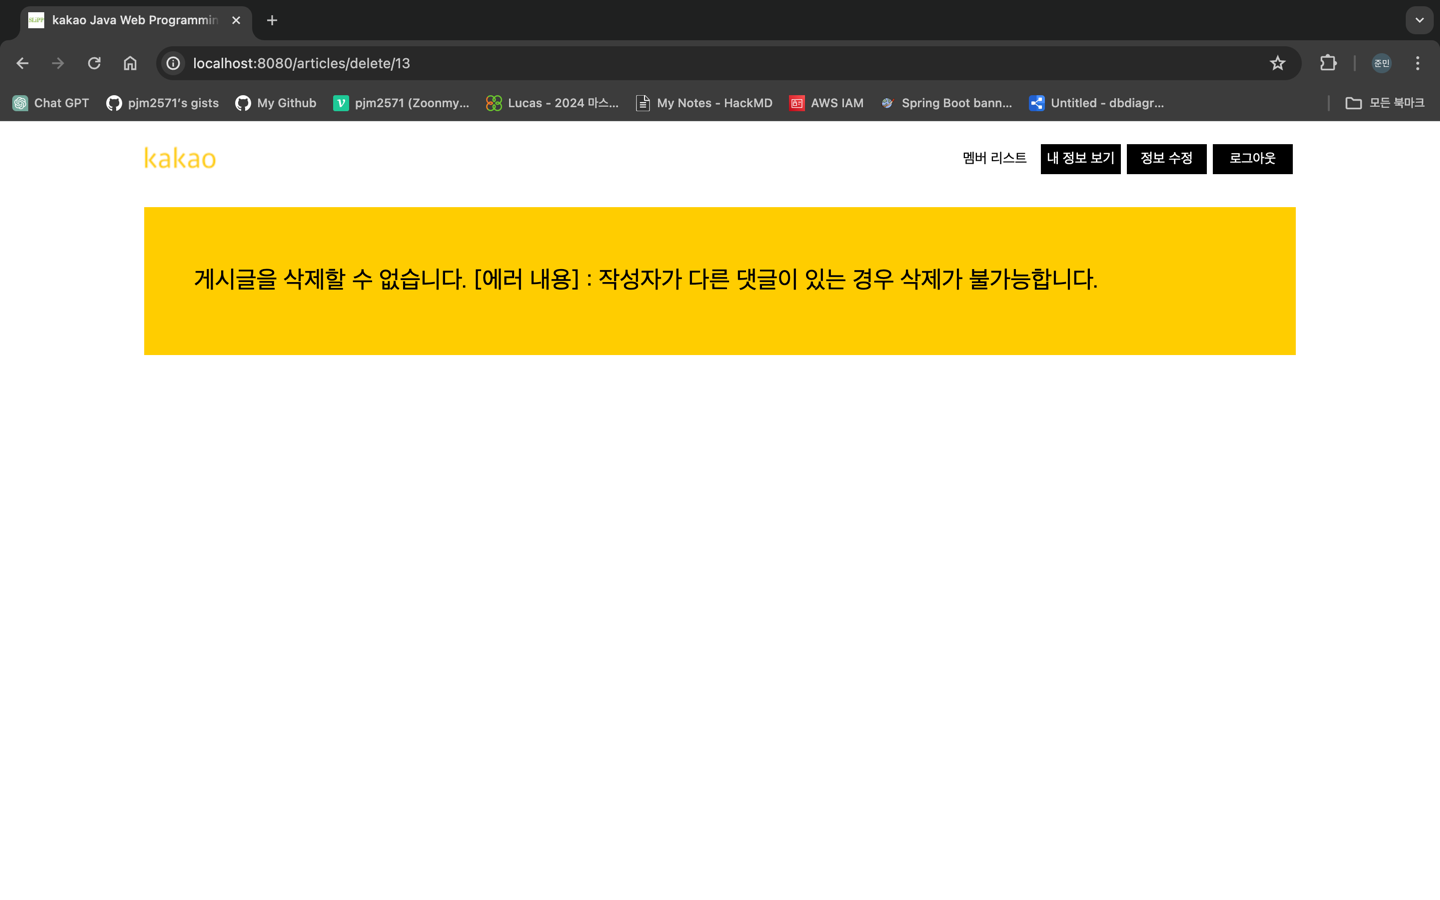 kakao Java Web Programmin
localhost:8080/articles/delete/13
준민
Chat GPT
pjm2571's gists
My Github
pjm2571 (Zoonmy...
Lucas - 2024 마스...
My Notes - HackMD
AWS IAM
Spring Boot bann...
Untitled - dbdiagr...
모든 북마크
kakao
멤버 리스트
내 정보 보기
정보 수정
로그아웃
게시글을 삭제할 수 없습니다. [에러 내용] : 작성자가 다른 댓글이 있는 경우 삭제가 불가능합니다.